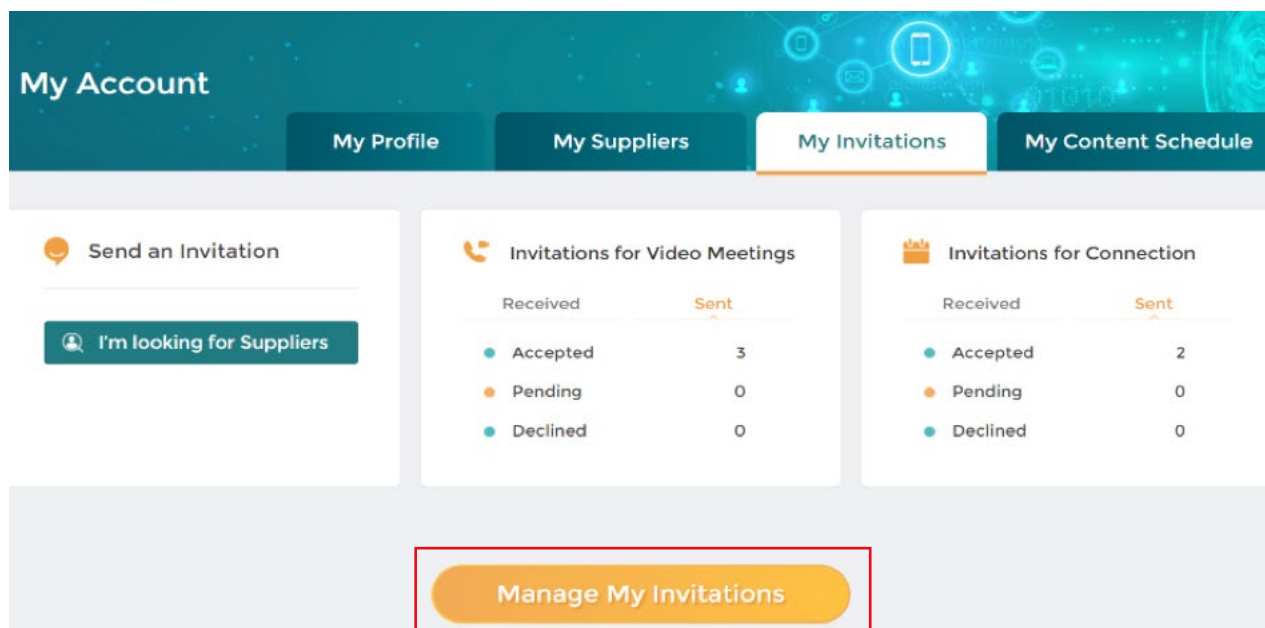 My Account
My Profile
My Suppliers
My Invitations
My Content Schedule
Send an Invitation
I'm looking for Suppliers
Invitations for Video Meetings
Received Sent
Accepted 3
Pending 0
Declined 0
Invitations for Connection
Received Sent
Accepted 2
Pending 0
Declined 0
Manage My Invitations